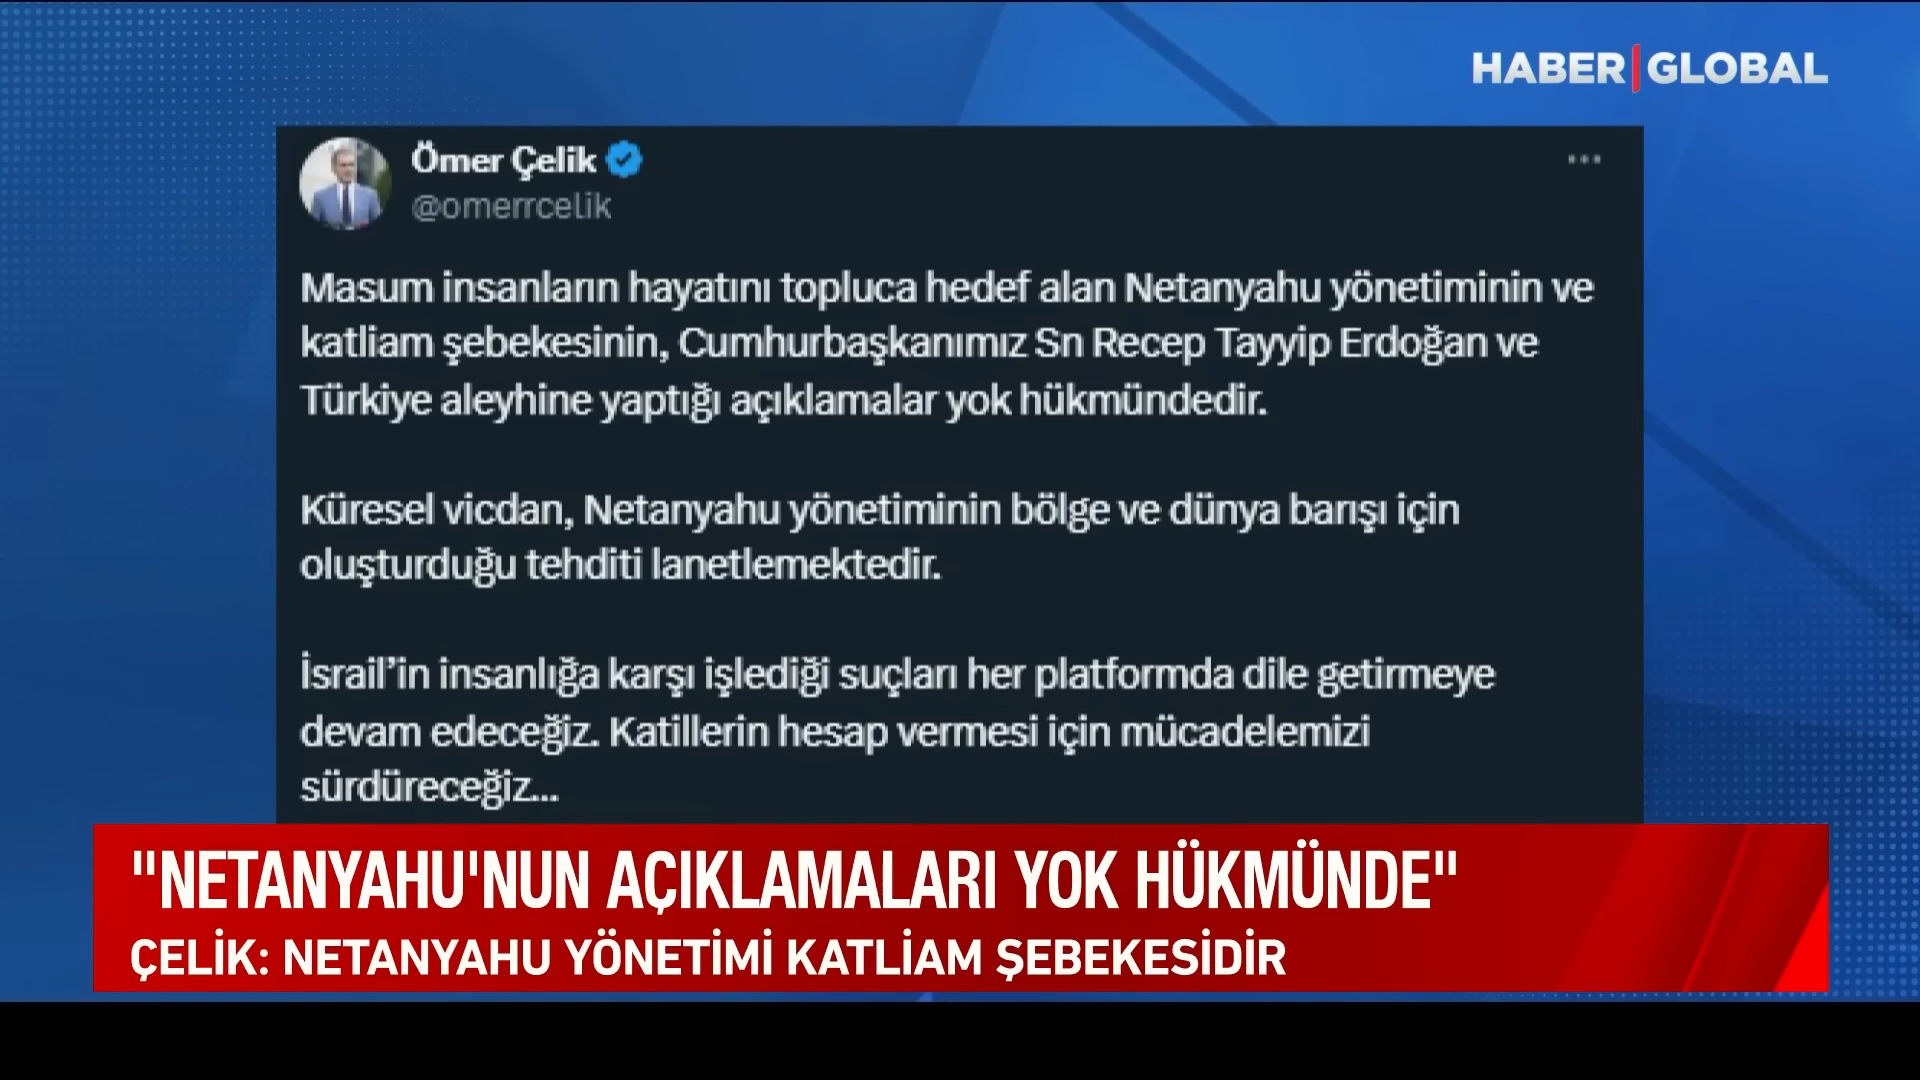 HABER GLOBAL
Ömer Çelik
@omerrcelik
Masum insanların hayatını topluca hedef alan Netanyahu yönetiminin ve
katliam şebekesinin, Cumhurbaşkanımız Sn Recep Tayyip Erdoğan ve
Türkiye aleyhine yaptığı açıklamalar yok hükmündedir.
Küresel vicdan, Netanyahu yönetiminin bölge ve dünya barışı için
oluşturduğu tehditi lanetlemektedir.
İsrail’in insanlığa karşı işlediği suçları her platformda dile getirmeye
devam edeceğiz. Katillerin hesap vermesi için mücadelemizi
sürdüreceğiz...
"NETANYAHU'NUN AÇIKLAMALARI YOK HÜKMÜNDE"
ÇELİK: NETANYAHU YÖNETİMİ KATLİAM ŞEBEKESİDİR